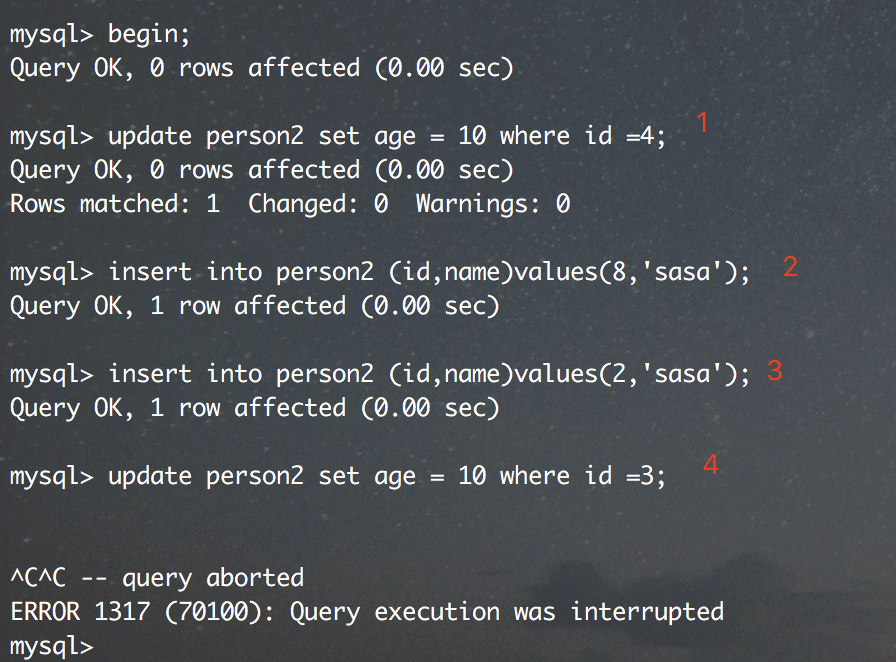 mysql> begin;
Query OK, 0 rows affected (0.00 sec)
mysql> update person2 set age = 10 where id =4; 1
Query OK, 0 rows affected (0.00 sec)
Rows matched: 1  Changed: 0  Warnings: 0
mysql> insert into person2 (id,name)values(8,'sasa'); 2
Query OK, 1 row affected (0.00 sec)
mysql> insert into person2 (id,name)values(2,'sasa'); 3
Query OK, 1 row affected (0.00 sec)
mysql> update person2 set age = 10 where id =3; 4
^C^C -- query aborted
ERROR 1317 (70100): Query execution was interrupted
mysql>